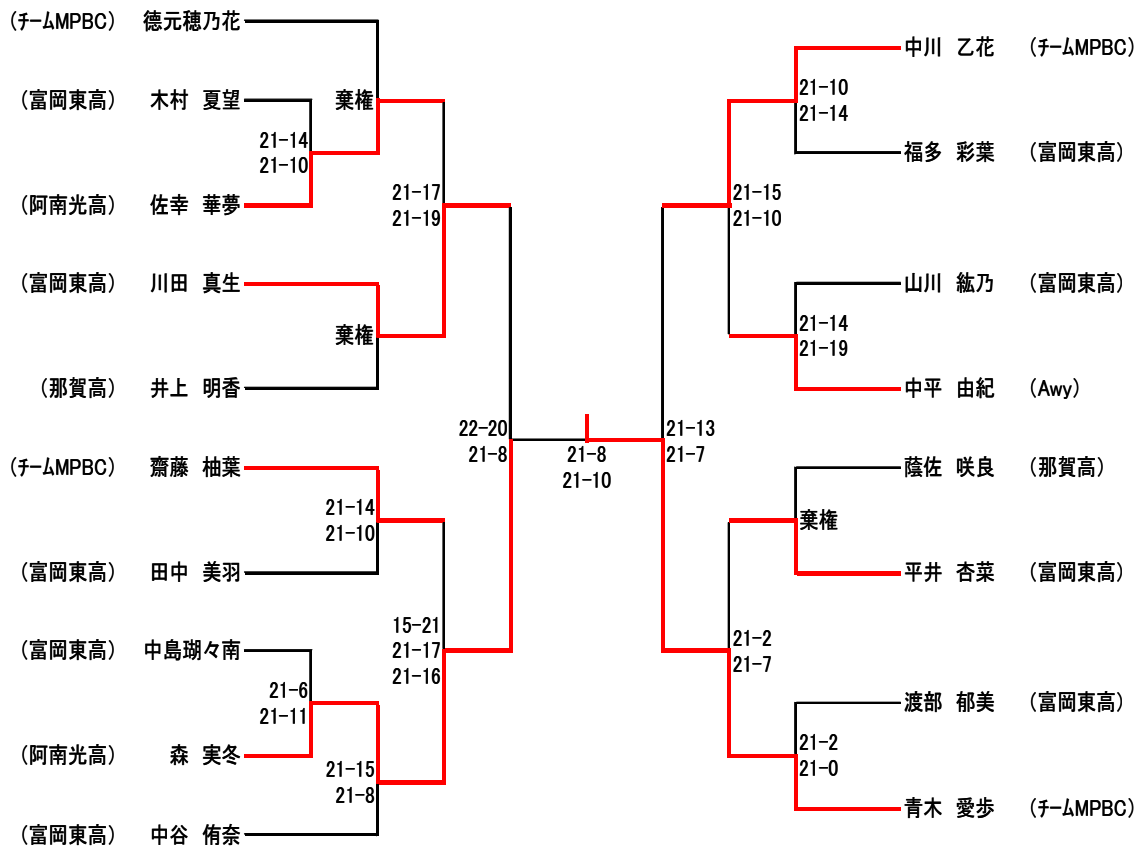 (チームMPBC) 德元穂乃花
(富岡東高) 木村 夏望
棄権
21-14
21-10
(阿南光高) 佐幸 華夢
21-17
21-19
(富岡東高) 川田 真生
棄権
(那賀高) 井上 明香
22-20
21-8
(チームMPBC) 齋藤 柚葉
21-14
21-10
(富岡東高) 田中 美羽
15-21
21-17
21-16
(富岡東高) 中島瑚々南
21-6
21-11
(阿南光高) 森 実冬
21-15
21-8
(富岡東高) 中谷 侑奈
21-8
21-10
中川 乙花 (チームMPBC)
21-10
21-14
福多 彩葉 (富岡東高)
21-15
21-10
山川 紘乃 (富岡東高)
21-14
21-19
中平 由紀 (Awy)
21-13
21-7
蔭佐 咲良 (那賀高)
棄権
平井 杏菜 (富岡東高)
21-2
21-7
渡部 郁美 (富岡東高)
21-2
21-0
青木 愛歩 (チームMPBC)